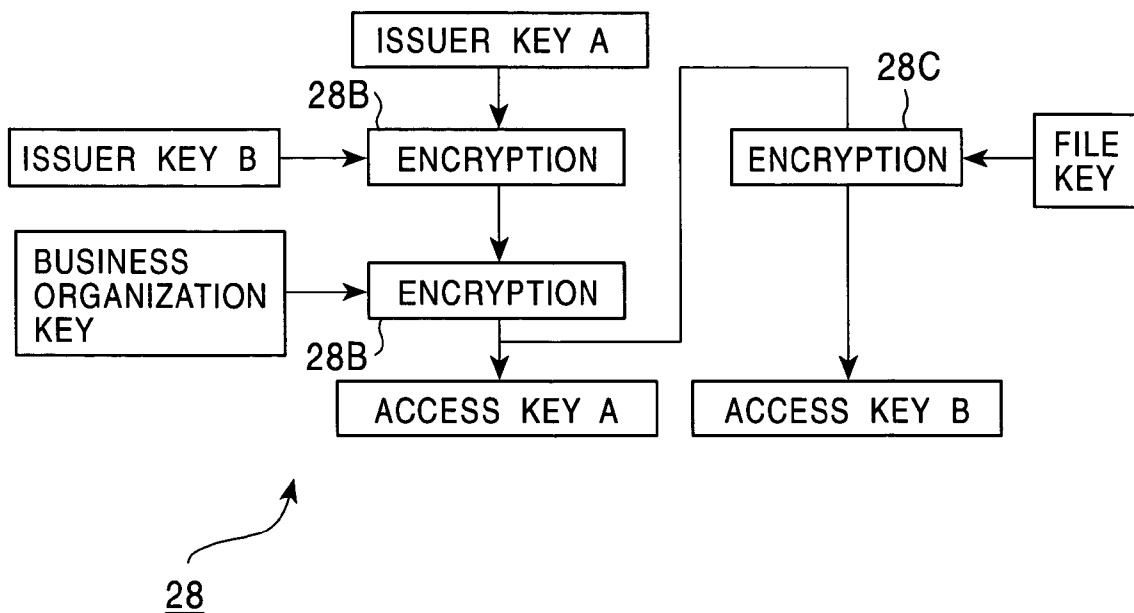 ISSUER KEY A
28B
28C
ISSUER KEY B
ENCRYPTION
ENCRYPTION
FILE
KEY
BUSINESS
ORGANIZATION
KEY
ENCRYPTION
28B
ACCESS KEY A
ACCESS KEY B
28